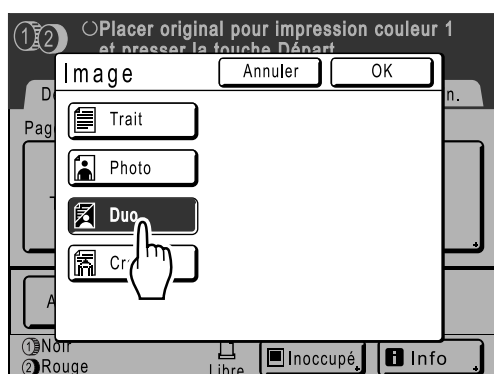 ①② Placer original pour impression couleur 1
et presser la touche Départ
Image Annuler OK
Trait
Photo
Duo
①Noir
②Rouge Libre Inoccupé Info